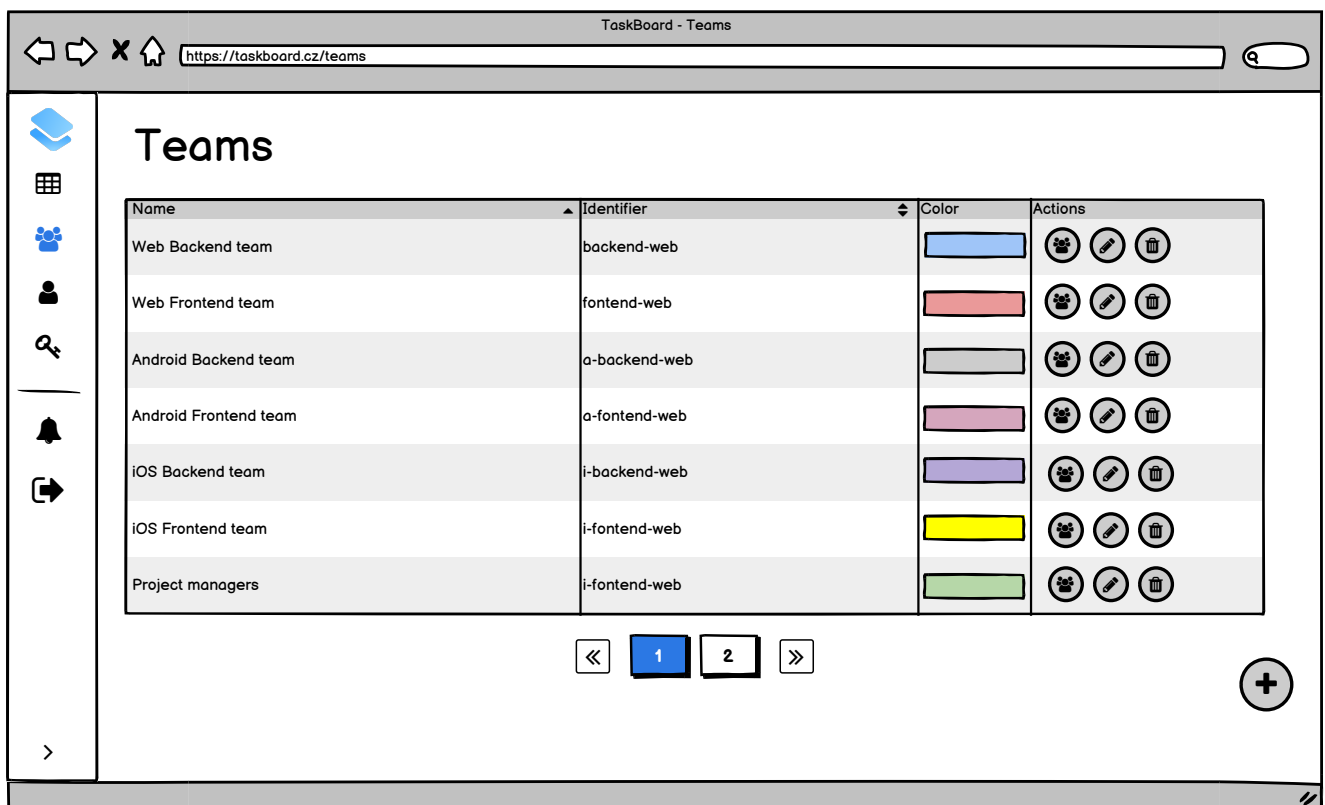 TaskBoard - Teams
https://taskboard.cz/teams
Teams
Name Identifier Color Actions
Web Backend team backend-web
Web Frontend team fontend-web
Android Backend team a-backend-web
Android Frontend team a-fontend-web
iOS Backend team i-backend-web
iOS Frontend team i-fontend-web
Project managers i-fontend-web
1 2